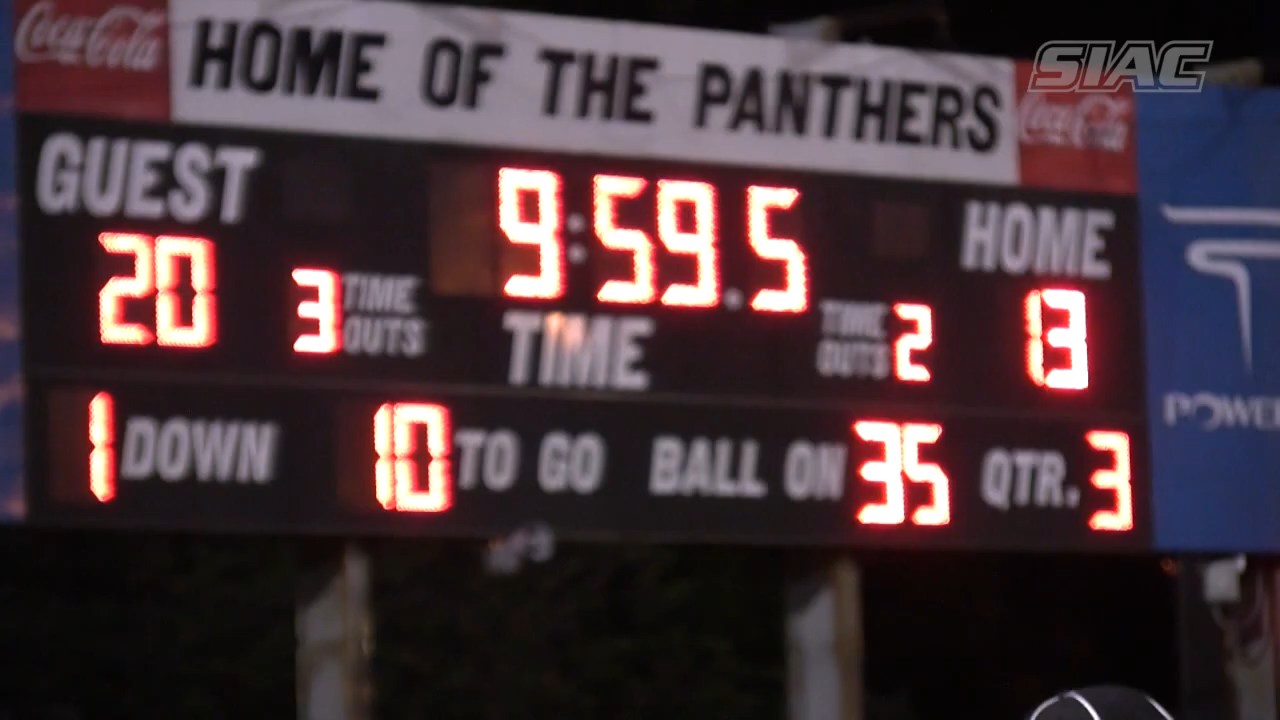 Coca-Cola HOME OF THE PANTHERS Coca-Cola
SIAC
GUEST 9:59.5 HOME
20 3 TIME OUTS TIME TIME OUTS 2 13
1 DOWN 10 TO GO BALL ON 35 QTR. 3